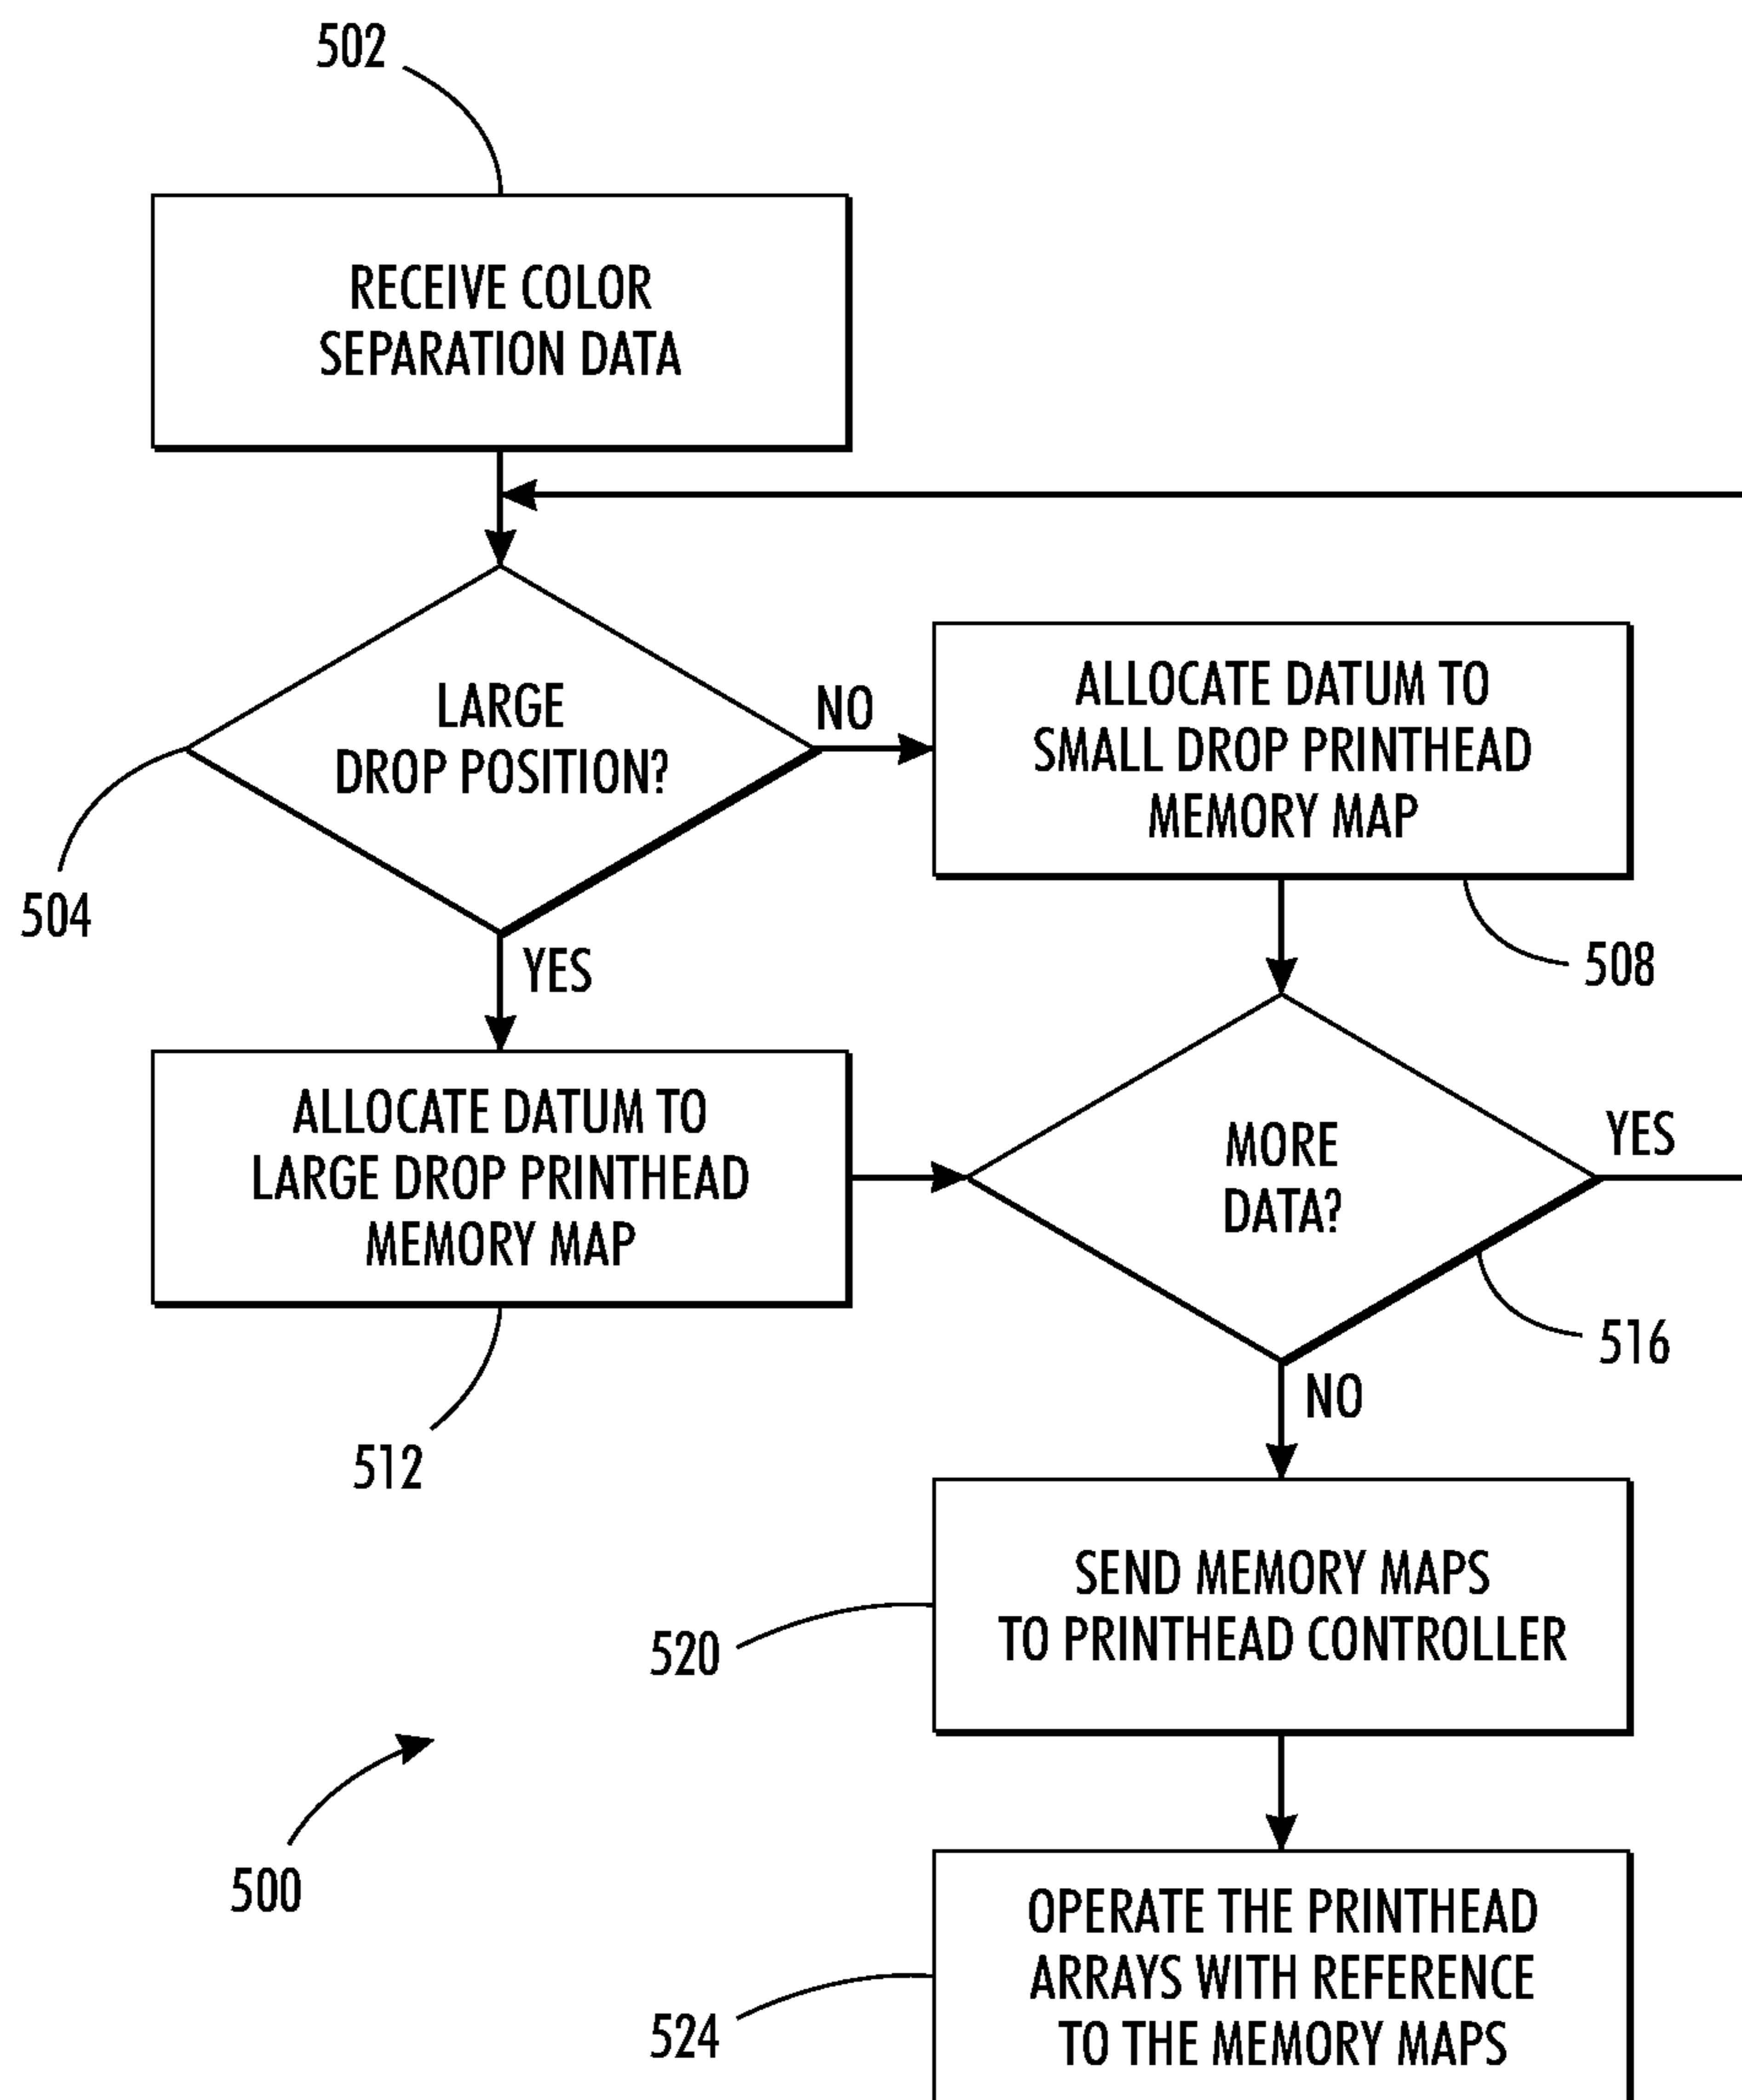 502
RECEIVE COLOR
SEPARATION DATA
LARGE
DROP POSITION?
NO
504
YES
ALLOCATE DATUM TO
SMALL DROP PRINTHEAD
MEMORY MAP
508
ALLOCATE DATUM TO
LARGE DROP PRINTHEAD
MEMORY MAP
512
MORE
DATA?
YES
516
NO
SEND MEMORY MAPS
TO PRINTHEAD CONTROLLER
520
500
OPERATE THE PRINTHEAD
ARRAYS WITH REFERENCE
TO THE MEMORY MAPS
524